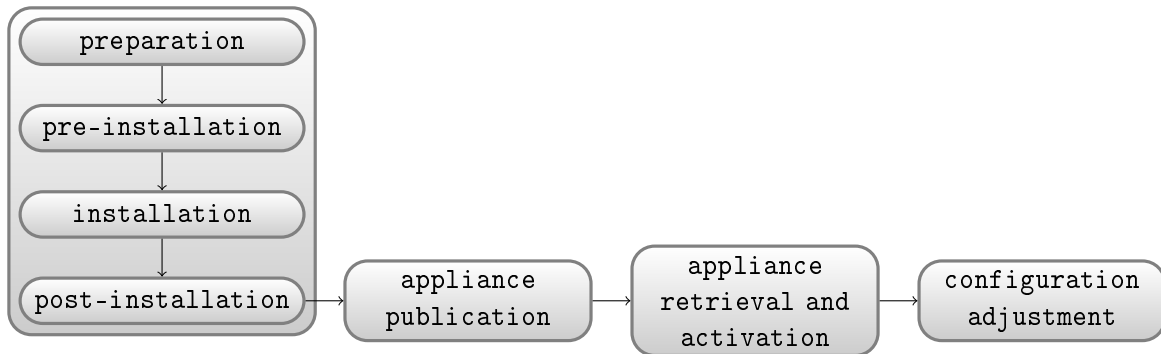 preparation
pre-installation
installation
post-installation
appliance
publication
appliance
retrieval and
activation
configuration
adjustment